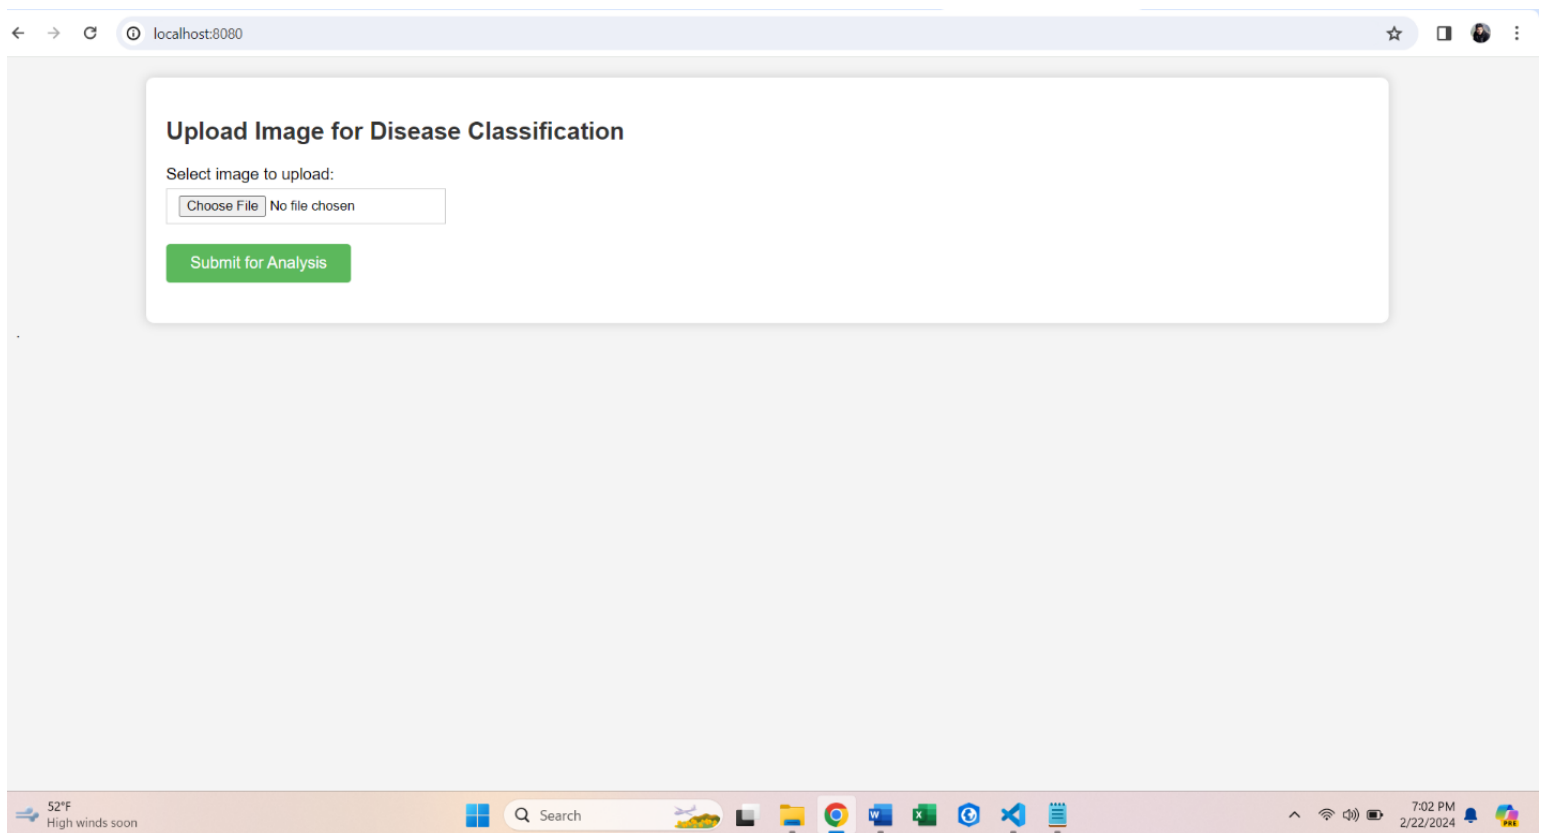 localhost:8080
Upload Image for Disease Classification
Select image to upload:
Choose File No file chosen
Submit for Analysis
.
52°F
High winds soon
Search
7:02 PM
2/22/2024
PRE